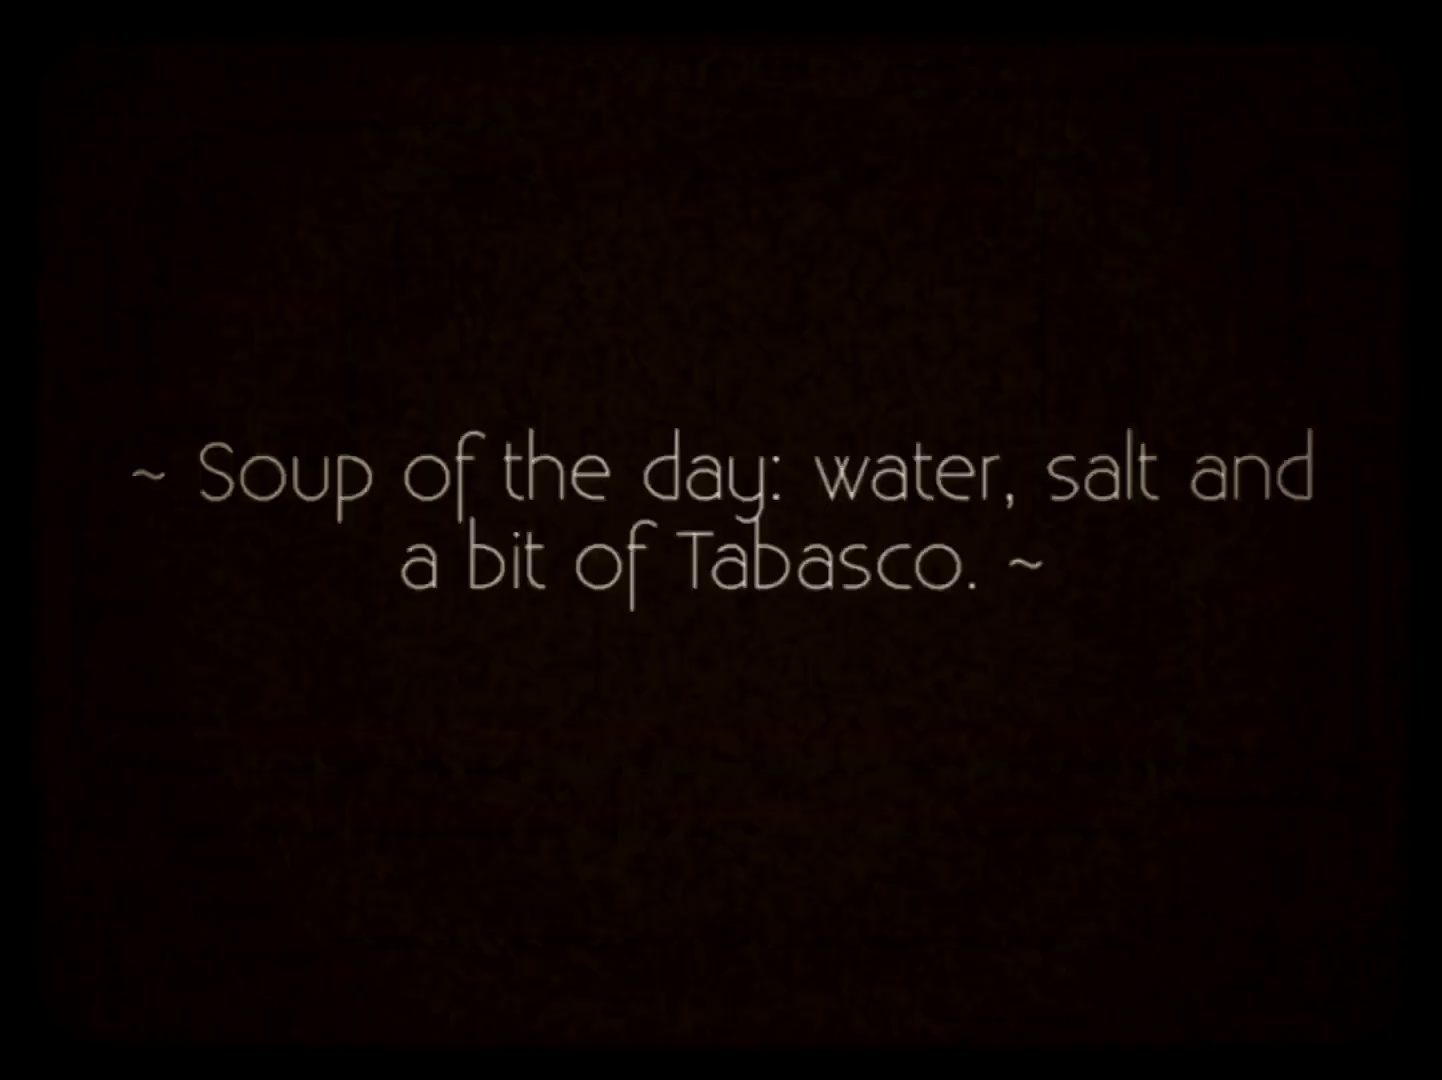 ~ Soup of the day: water, salt and
a bit of Tabasco. ~